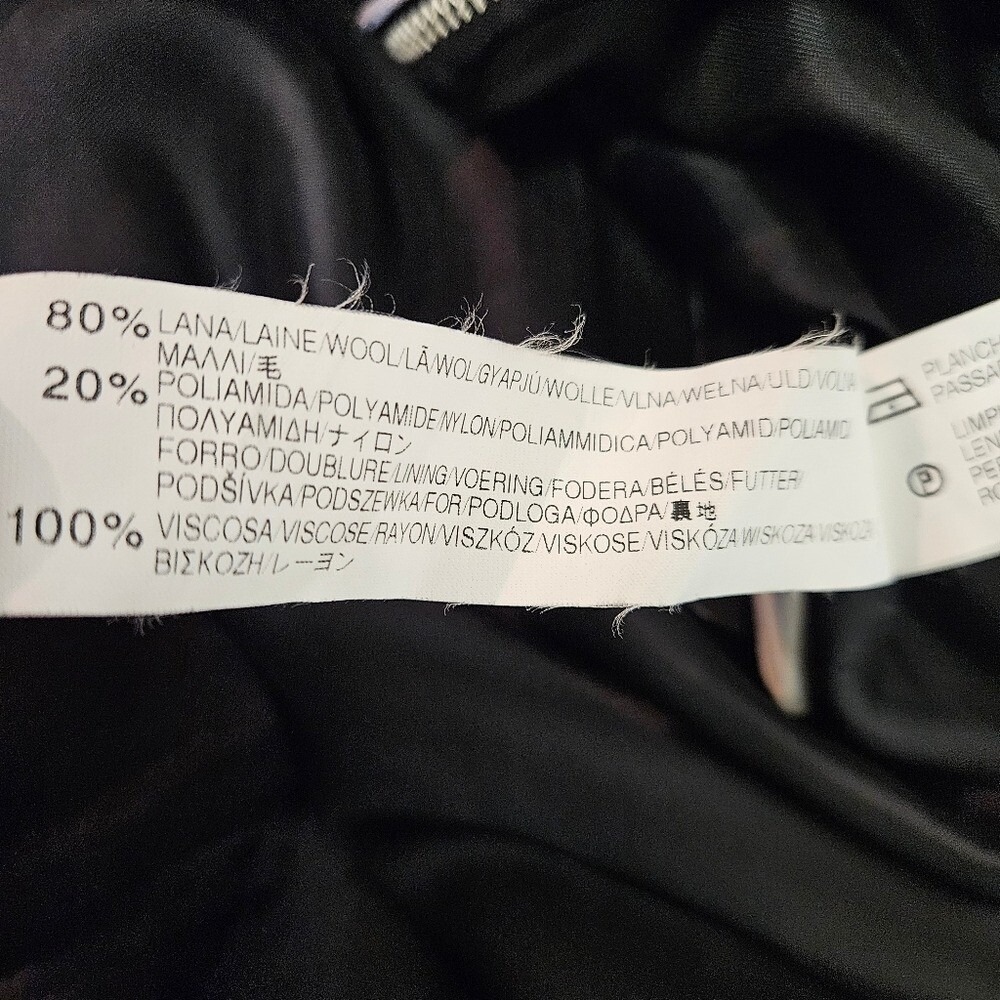 80% LANA/LAINE/WOOL/LÃ/WOL/GYAPJÚ/WOLLE/VLNA/WEŁNA/ULD/VOLNA
ΜΑΛΛΙ/毛
20% POLIAMIDA/POLYAMIDE/NYLON/POLIAMMIDICA/POLYAMID/POLIAMID
ΠΟΛΥΑΜΙΔΗ/ナイロン
FORRO/DOUBLURE/LINING/VOERING/FODERA/BÉLÉS/FUTTER/
PODŠÍVKA/PODSZEWKA/FOR/PODLOGA/ΦΟΔΡΑ/裏地
100% VISCOSA/VISCOSE/RAYON/VISZKÓZ/VISKOSE/VISKÓZA/WISKOZA/VISKOZA
ΒΙΣΚΟΖΗ/レーヨン
PLANCH
PASSA
LIMP
P